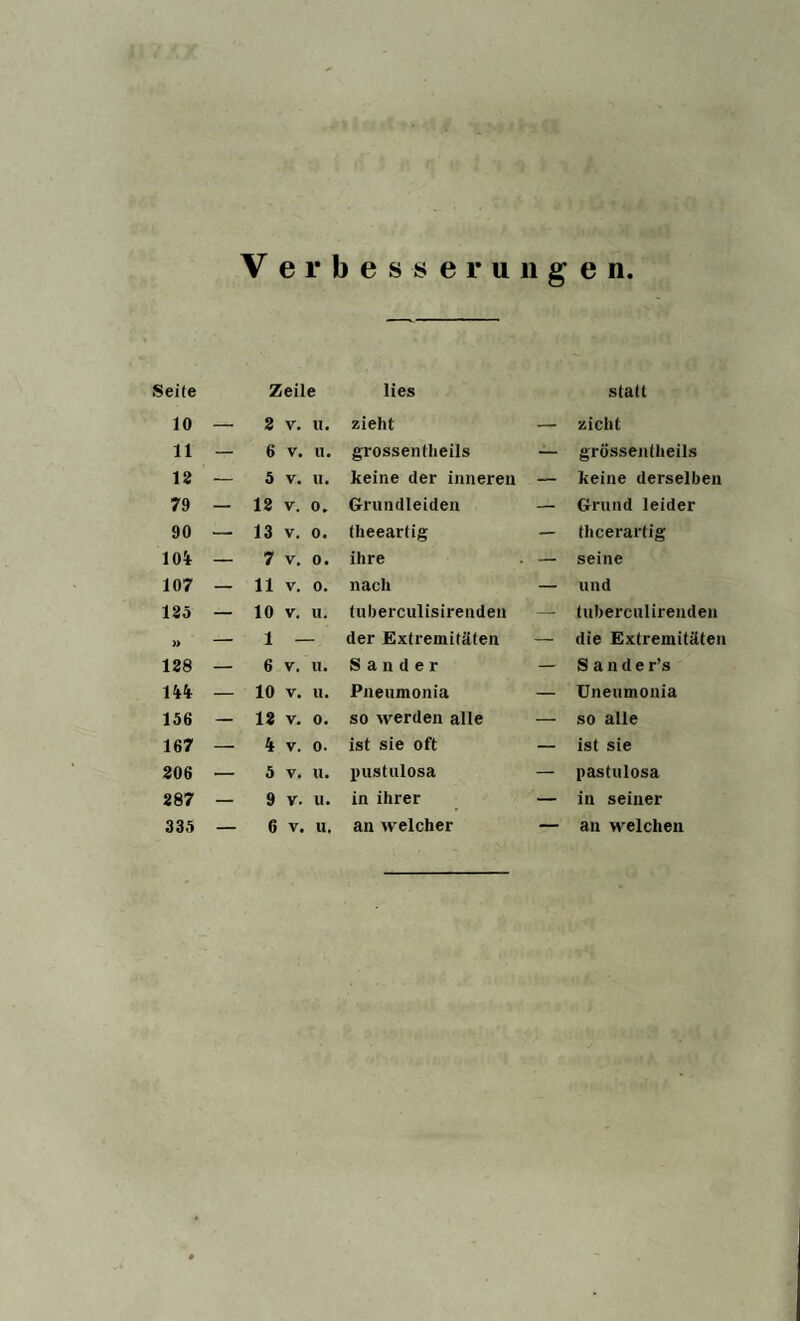 Verbesserungen.
Seite Zeile lies statt
10 — 2 v. u. zieht — zicht
11 — 6 v. u. grossentheils — grössentheils
12 — 5 v. u. keine der inneren — keine derselben
79 — 12 v. o. Grundleiden — Grund leider
90 — 13 v. o. theeartig — thcerartig
104 — 7 v. o. ihre — seine
107 — 11 v. o. nach — und
125 — 10 v. u. tuberculisirenden — tuberculirenden
» — 1 — der Extremitäten — die Extremitäten
128 — 6 v. u. Sander — Sander's
144 — 10 v. u. Pneumonia — Uneumonia
156 — 12 v. o. so werden alle — so alle
167 — 4 v. o. ist sie oft — ist sie
206 — 5 v. u. pustulosa — pastulosa
287 — 9 v. u. in ihrer — in seiner
335 — 6 v. u. an welcher — an welchen